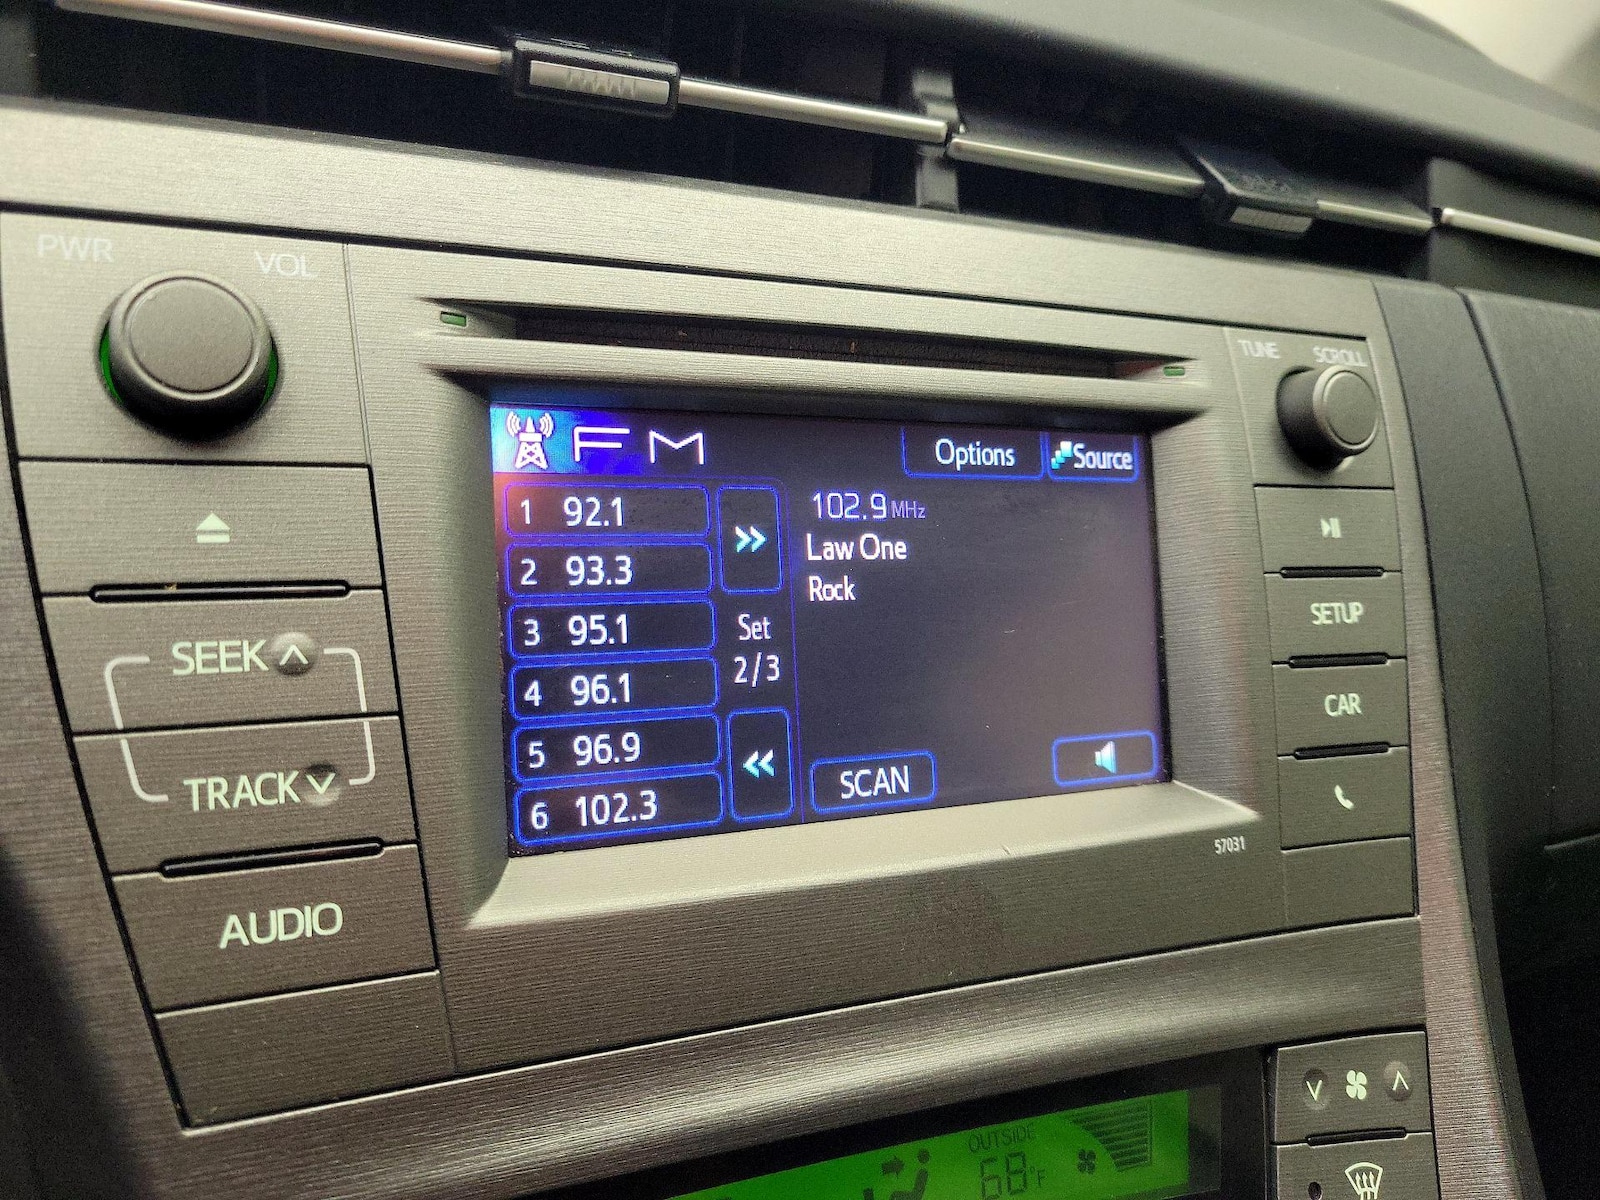 PWR VOL
TUNE SCROLL
FM
Options
Source
1 92.1
2 93.3
3 95.1
4 96.1
5 96.9
6 102.3
Set
2/3
102.9 MHz
Law One
Rock
SCAN
SEEK
TRACK
AUDIO
SETUP
CAR
57031
OUTSIDE
68°F